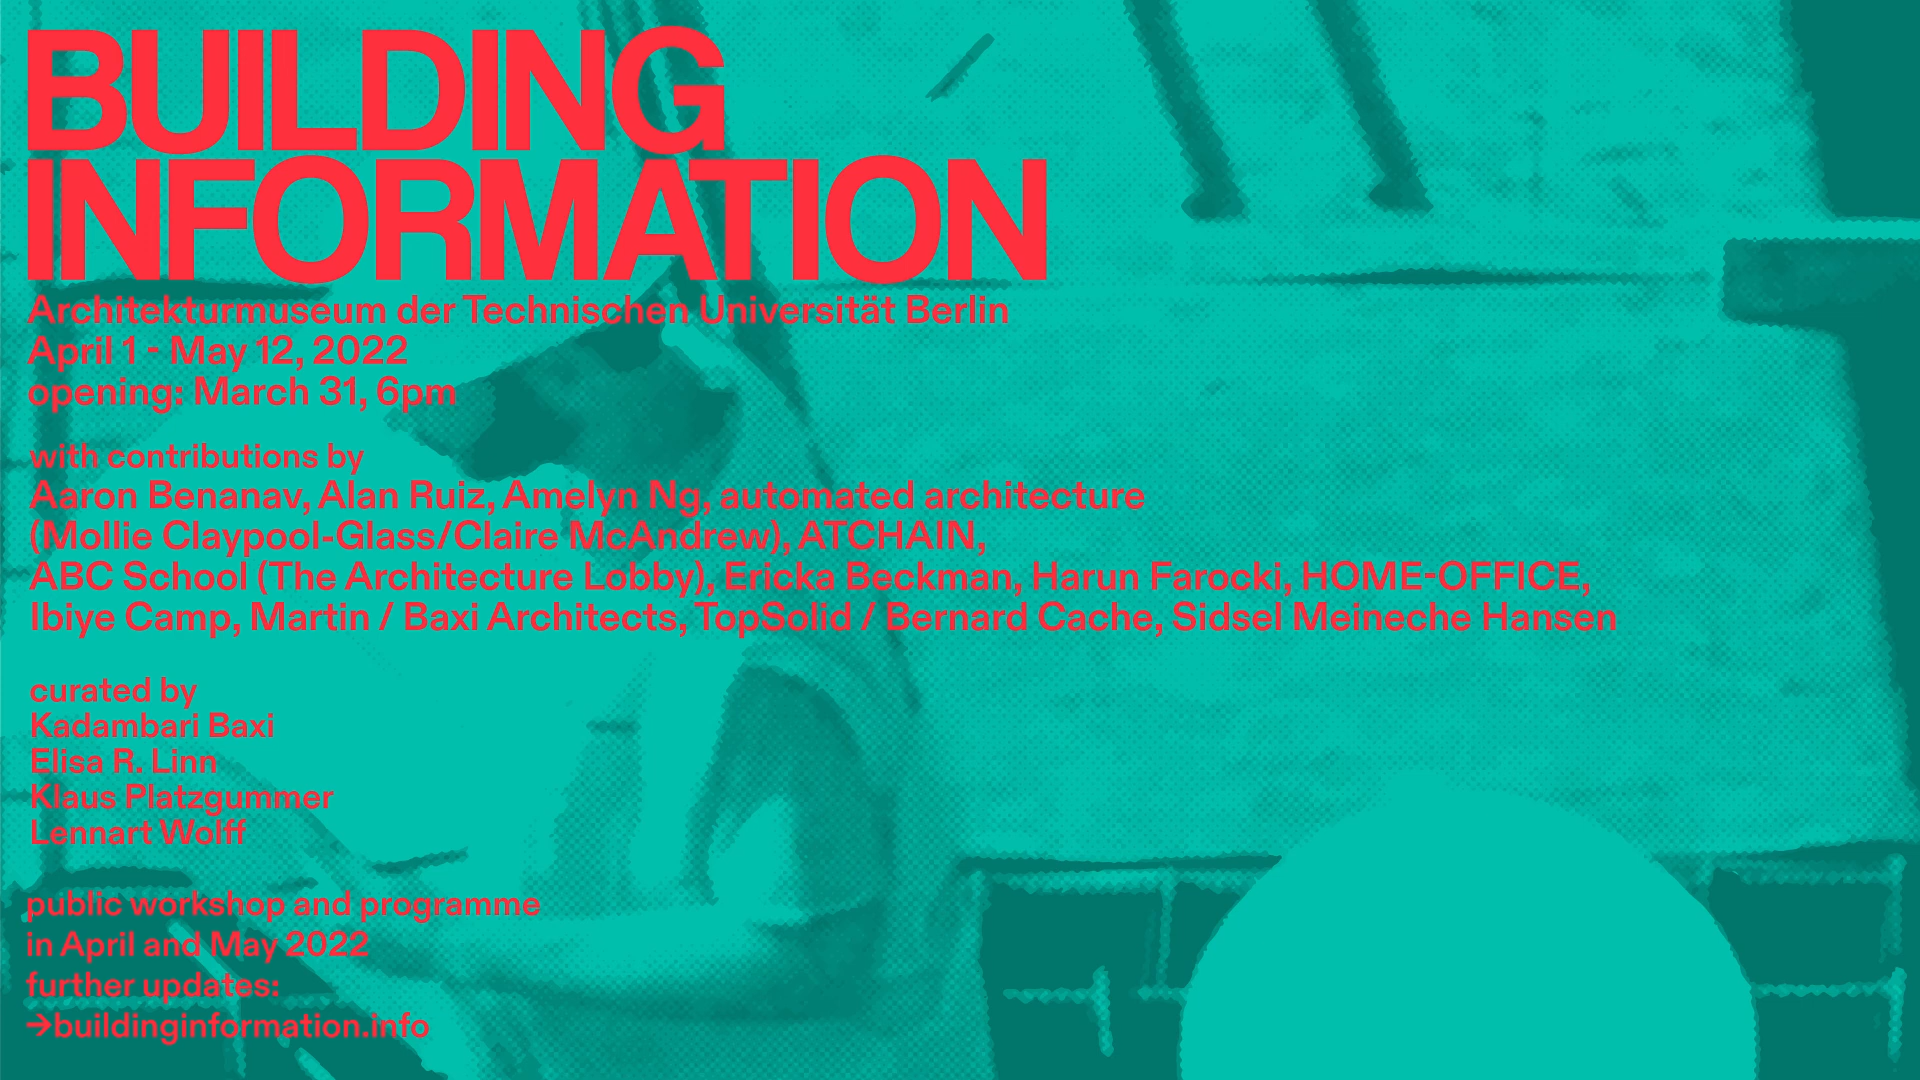 BUILDING
INFORMATION
Architekturmuseum der Technischen Universität Berlin
April 1 - May 12, 2022
opening: March 31, 6pm
with contributions by
Aaron Benanav, Alan Ruiz, Amelyn Ng, automated architecture
(Mollie Claypool-Glass/Claire McAndrew), ATCHAIN,
ABC School (The Architecture Lobby), Ericka Beckman, Harun Farocki, HOME-OFFICE,
Ibiye Camp, Martin / Baxi Architects, TopSolid / Bernard Cache, Sidsel Meineche Hansen
curated by
Kadambari Baxi
Elisa R. Linn
Klaus Platzgummer
Lennart Wolff
public workshop and programme
in April and May 2022
further updates:
→buildinginformation.info